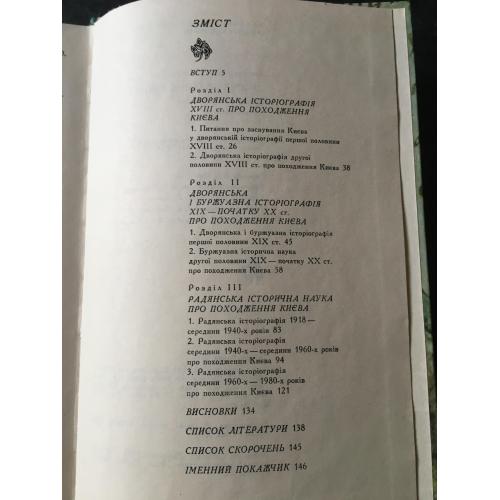 ЗМІСТ
ВСТУП 5
Розділ I
ДВОРЯНСЬКА ІСТОРІОГРАФІЯ
XVIII ст. ПРО ПОХОДЖЕННЯ
КИЄВА
1. Питання про заснування Києва
у дворянській історіографії першої половини
XVIII ст. 26
2. Дворянська історіографія другої
половини XVIII ст. про походження Києва 38
Розділ II
ДВОРЯНСЬКА
І БУРЖУАЗНА ІСТОРІОГРАФІЯ
XIX — ПОЧАТКУ XX ст.
ПРО ПОХОДЖЕННЯ КИЄВА
1. Дворянська і буржуазна історіографія
першої половини XIX ст. 45
2. Буржуазна історична наука
другої половини XIX — початку XX ст.
про походження Києва 58
Розділ III
РАДЯНСЬКА ІСТОРИЧНА НАУКА
ПРО ПОХОДЖЕННЯ КИЄВА
1. Радянська історіографія 1918 —
середини 1940-х років 83
2. Радянська історіографія
середини 1940-х — середини 1960-х років
про походження Києва 94
3. Радянська історіографія
середини 1960-х — 1980-х років
про походження Києва 121
ВИСНОВКИ 134
СПИСОК ЛІТЕРАТУРИ 138
СПИСОК СКОРОЧЕНЬ 145
ІМЕННИЙ ПОКАЖЧИК 146